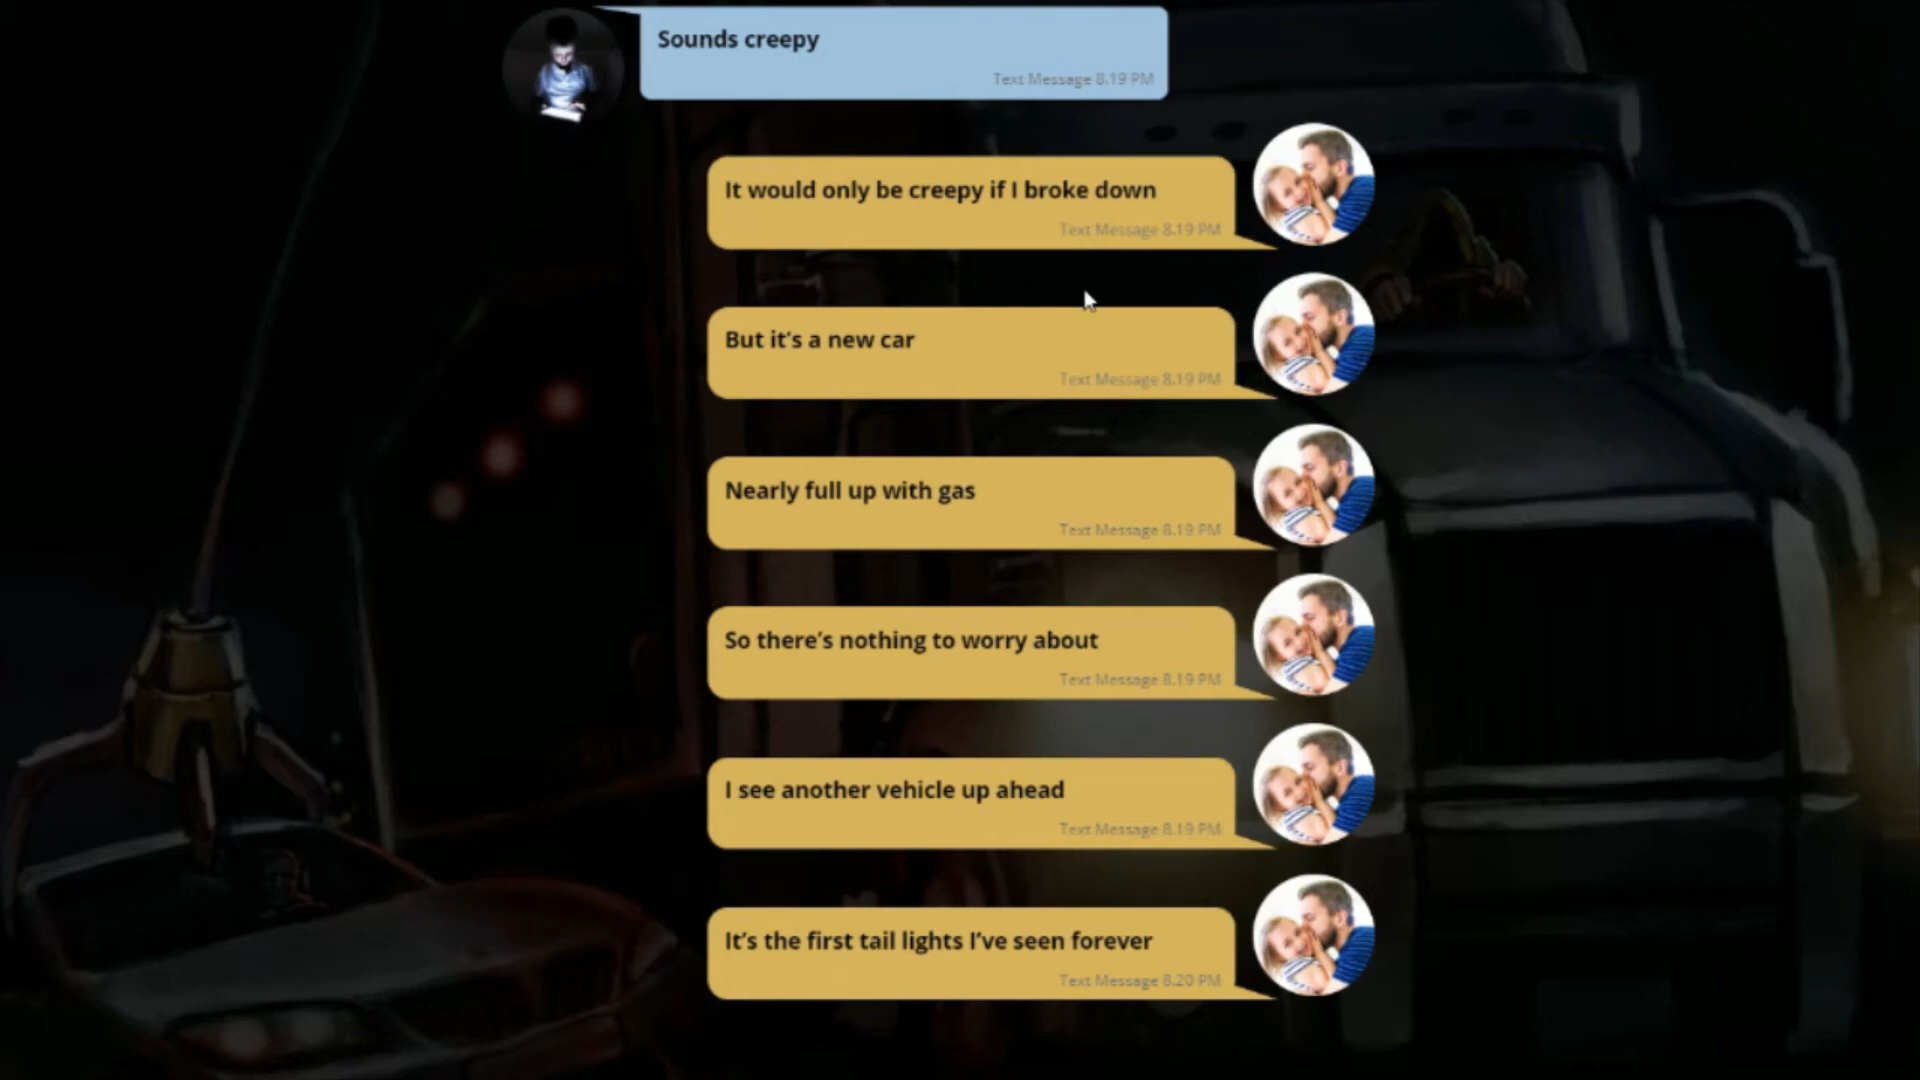 Sounds creepy
Text Message 8.19 PM
It would only be creepy if I broke down
Text Message 8.19 PM
But it’s a new car
Text Message 8.19 PM
Nearly full up with gas
Text Message 8.19 PM
So there’s nothing to worry about
Text Message 8.19 PM
I see another vehicle up ahead
Text Message 8.19 PM
It’s the first tail lights I’ve seen forever
Text Message 8.20 PM